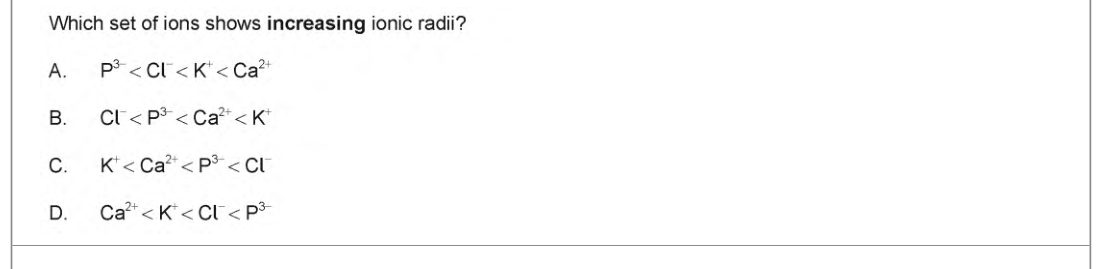 Which set of ions shows increasing ionic radii?
A. P³⁻ < Cl⁻ < K⁺ < Ca²⁺
B. Cl⁻ < P³⁻ < Ca²⁺ < K⁺
C. K⁺ < Ca²⁺ < P³⁻ < Cl⁻
D. Ca²⁺ < K⁺ < Cl⁻ < P³⁻